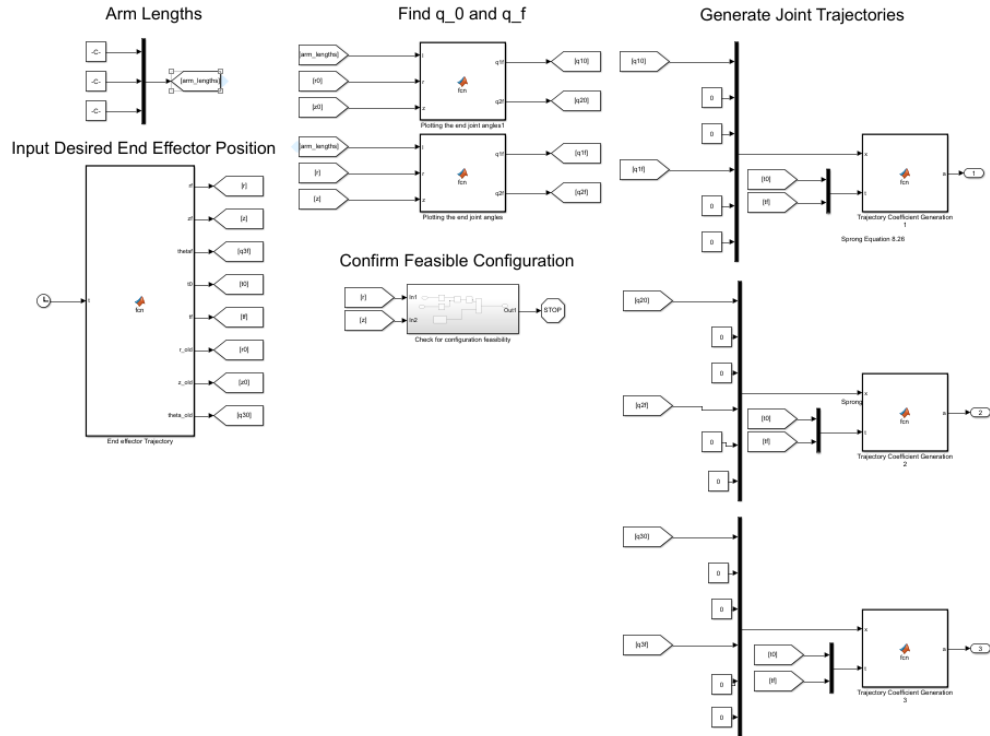 Arm Lengths
-C-
-C-
-C-
[arm_lengths]
Input Desired End Effector Position
t
fcn
rf
zf
thetaf
t0
tf
r_old
z_old
theta_old
[r]
[z]
[q3f]
[t0]
[tf]
[r0]
[z0]
[q30]
End effector Trajectory
Find q_0 and q_f
[arm_lengths]
[r0]
[z0]
l
r
z
fcn
q1f
q2f
[q10]
[q20]
Plotting the end joint angles1
[arm_lengths]
[r]
[z]
l
r
z
fcn
q1f
q2f
[q1f]
[q2f]
Plotting the end joint angles
Confirm Feasible Configuration
[r]
[z]
In1
In2
Out1
STOP
Check for configuration feasibility
Generate Joint Trajectories
[q10]
0
0
[q1f]
0
0
[t0]
[tf]
x
t
fcn
a
1
Trajectory Coefficient Generation
1
Sprong Equation 8.26
[q20]
0
0
[q2f]
0
0
[t0]
[tf]
Sprong
x
t
fcn
a
2
Trajectory Coefficient Generation
2
[q30]
0
0
[q3f]
0
0
[t0]
[tf]
x
t
fcn
a
3
Trajectory Coefficient Generation
3